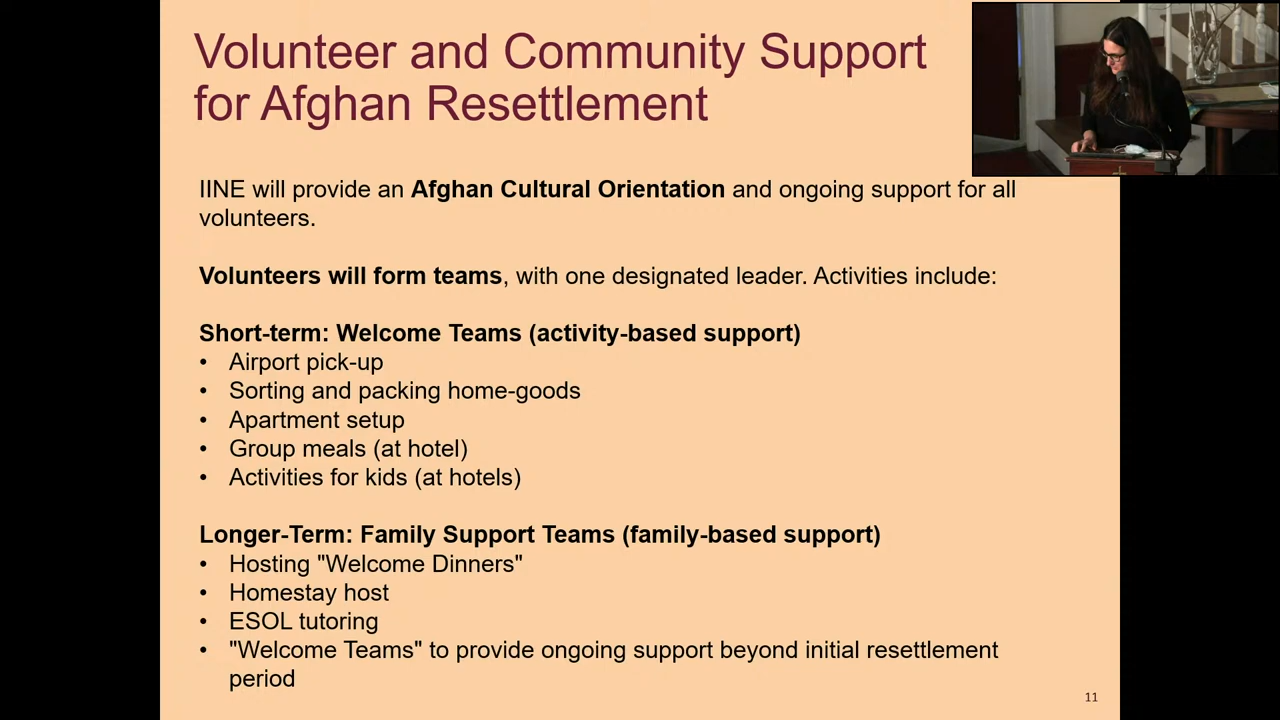 Volunteer and Community Support
for Afghan Resettlement
IINE will provide an Afghan Cultural Orientation and ongoing support for all
volunteers.
Volunteers will form teams, with one designated leader. Activities include:
Short-term: Welcome Teams (activity-based support)
• Airport pick-up
• Sorting and packing home-goods
• Apartment setup
• Group meals (at hotel)
• Activities for kids (at hotels)
Longer-Term: Family Support Teams (family-based support)
• Hosting "Welcome Dinners"
• Homestay host
• ESOL tutoring
• "Welcome Teams" to provide ongoing support beyond initial resettlement
period
11